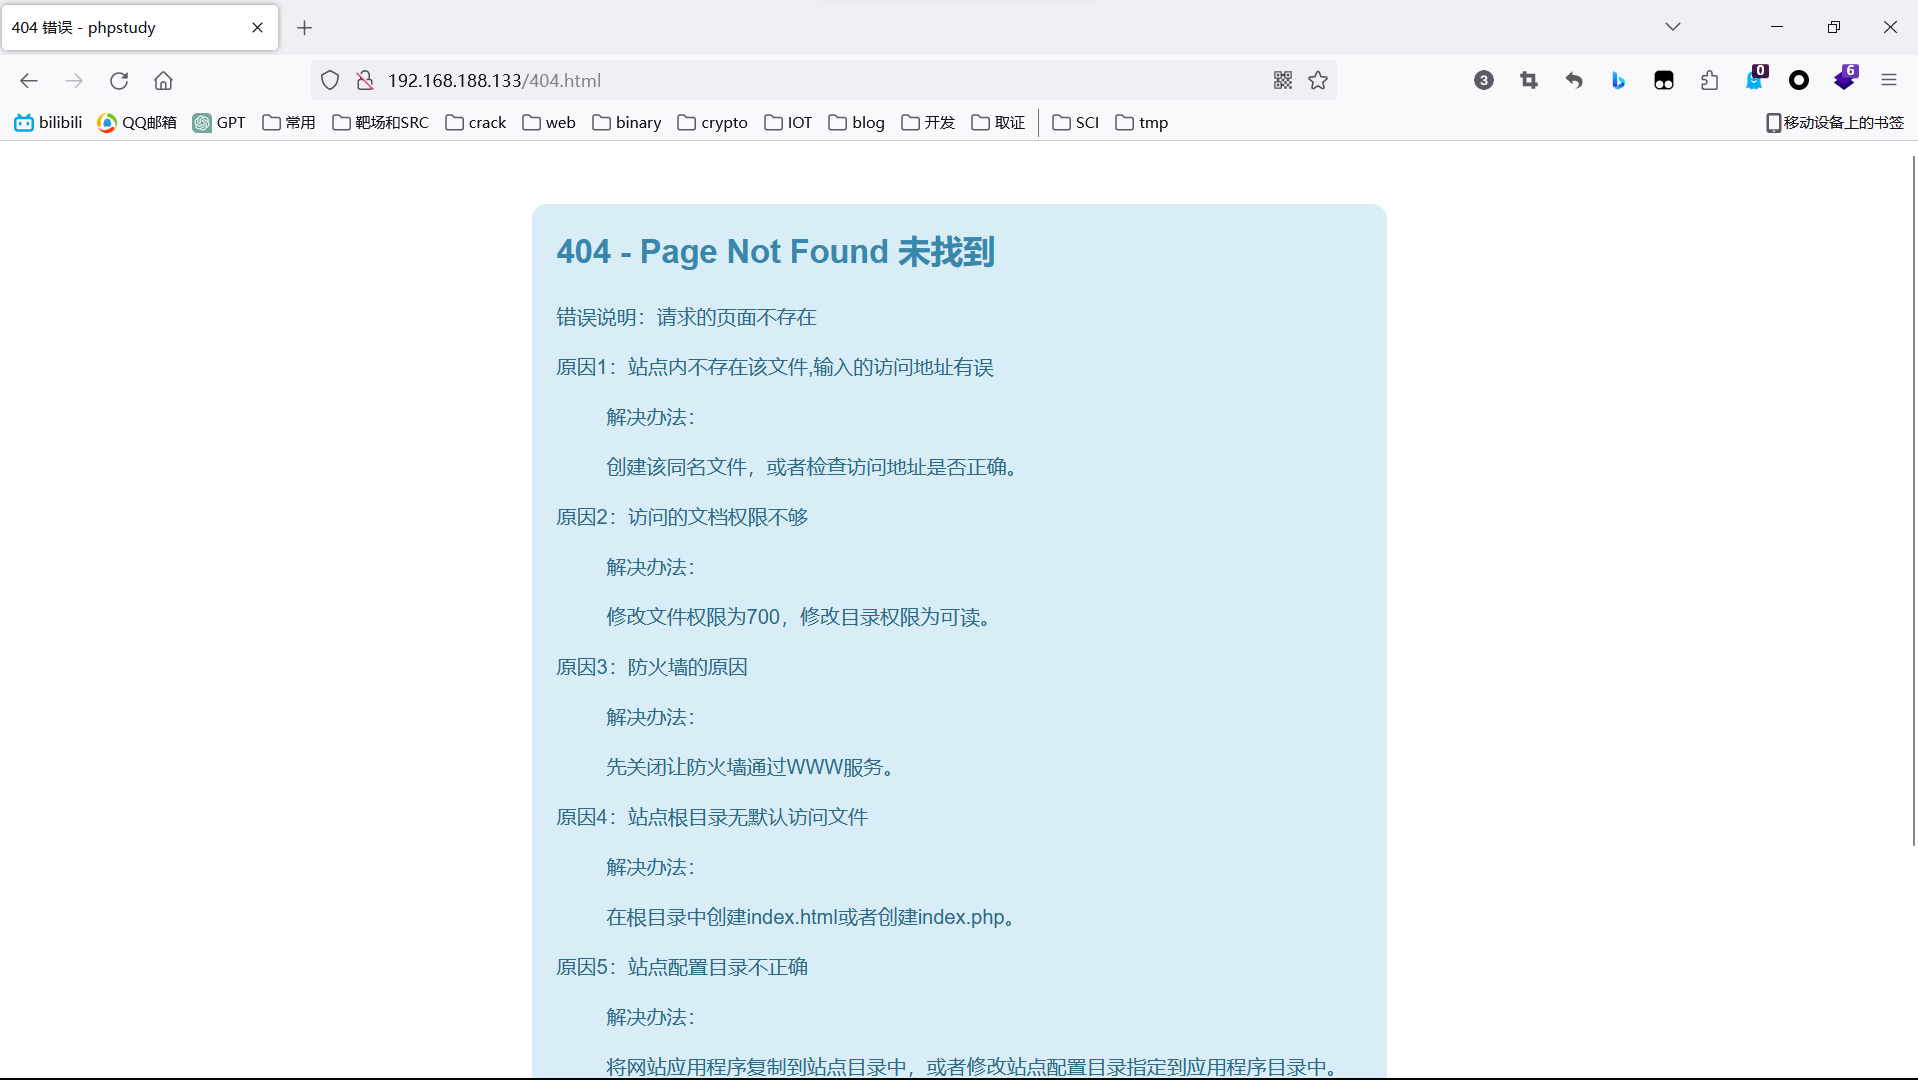 404 错误 - phpstudy
192.168.188.133/404.html
3
0
6
bilibili QQ邮箱 GPT 常用 靶场和SRC crack web binary crypto IOT blog 开发 取证 SCI tmp 移动设备上的书签
404 - Page Not Found 未找到
错误说明：请求的页面不存在
原因1：站点内不存在该文件,输入的访问地址有误
解决办法：
创建该同名文件，或者检查访问地址是否正确。
原因2：访问的文档权限不够
解决办法：
修改文件权限为700，修改目录权限为可读。
原因3：防火墙的原因
解决办法：
先关闭让防火墙通过WWW服务。
原因4：站点根目录无默认访问文件
解决办法：
在根目录中创建index.html或者创建index.php。
原因5：站点配置目录不正确
解决办法：
将网站应用程序复制到站点目录中，或者修改站点配置目录指定到应用程序目录中。